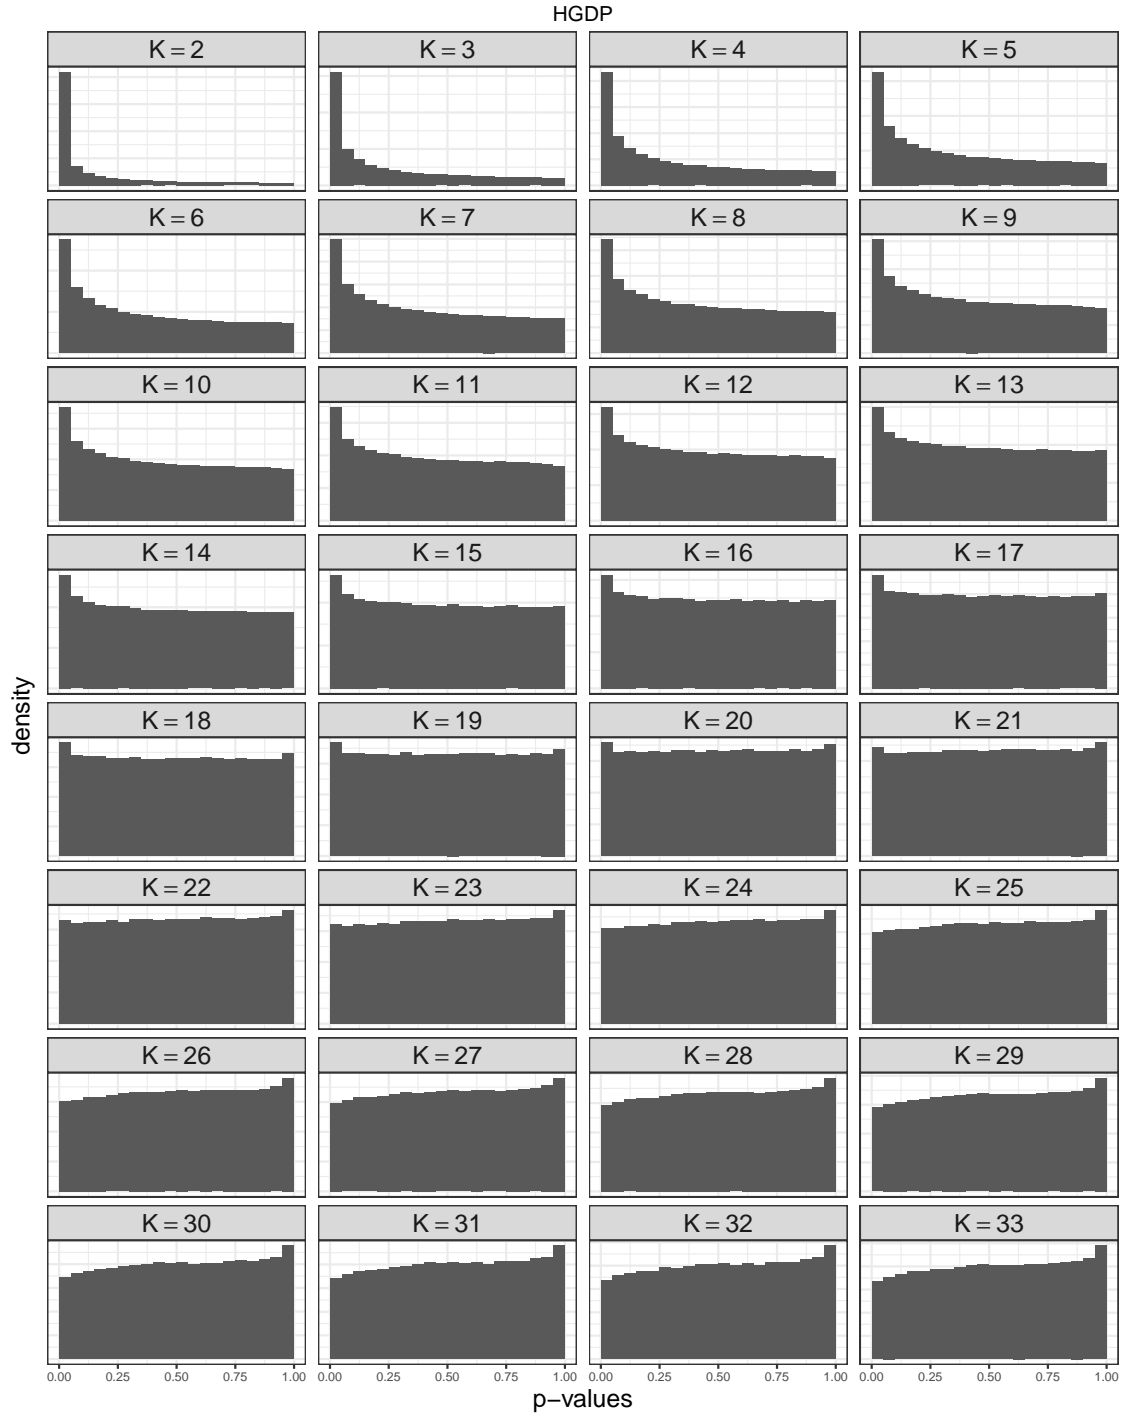 HGDP
K = 2
K = 3
K = 4
K = 5
K = 6
K = 7
K = 8
K = 9
K = 10
K = 11
K = 12
K = 13
K = 14
K = 15
K = 16
K = 17
K = 18
K = 19
K = 20
K = 21
K = 22
K = 23
K = 24
K = 25
K = 26
K = 27
K = 28
K = 29
K = 30
K = 31
K = 32
K = 33
density
0.00 0.25 0.50 0.75 1.00 0.00 0.25 0.50 0.75 1.00 0.00 0.25 0.50 0.75 1.00 0.00 0.25 0.50 0.75 1.00
p−values